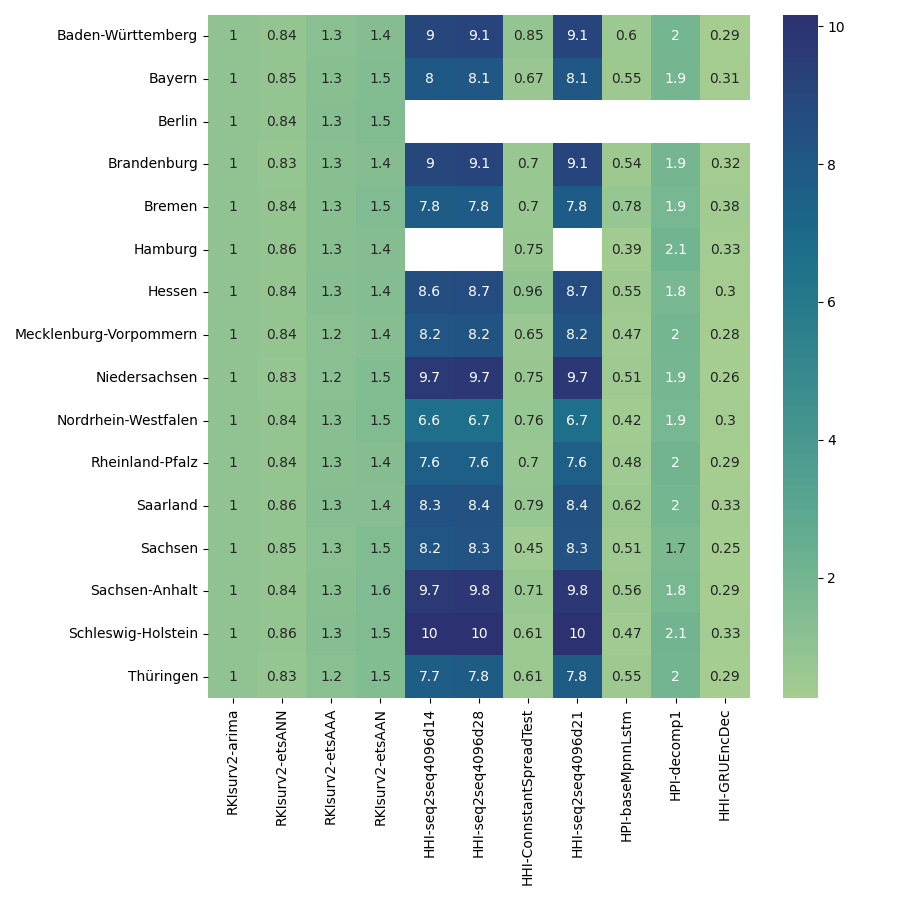 Baden-Württemberg 1 0.84 1.3 1.4 9 9.1 0.85 9.1 0.6 2 0.29
Bayern 1 0.85 1.3 1.5 8 8.1 0.67 8.1 0.55 1.9 0.31
Berlin 1 0.84 1.3 1.5
Brandenburg 1 0.83 1.3 1.4 9 9.1 0.7 9.1 0.54 1.9 0.32
Bremen 1 0.84 1.3 1.5 7.8 7.8 0.7 7.8 0.78 1.9 0.38
Hamburg 1 0.86 1.3 1.4 0.75 0.39 2.1 0.33
Hessen 1 0.84 1.3 1.4 8.6 8.7 0.96 8.7 0.55 1.8 0.3
Mecklenburg-Vorpommern 1 0.84 1.2 1.4 8.2 8.2 0.65 8.2 0.47 2 0.28
Niedersachsen 1 0.83 1.2 1.5 9.7 9.7 0.75 9.7 0.51 1.9 0.26
Nordrhein-Westfalen 1 0.84 1.3 1.5 6.6 6.7 0.76 6.7 0.42 1.9 0.3
Rheinland-Pfalz 1 0.84 1.3 1.4 7.6 7.6 0.7 7.6 0.48 2 0.29
Saarland 1 0.86 1.3 1.4 8.3 8.4 0.79 8.4 0.62 2 0.33
Sachsen 1 0.85 1.3 1.5 8.2 8.3 0.45 8.3 0.51 1.7 0.25
Sachsen-Anhalt 1 0.84 1.3 1.6 9.7 9.8 0.71 9.8 0.56 1.8 0.29
Schleswig-Holstein 1 0.86 1.3 1.5 10 10 0.61 10 0.47 2.1 0.33
Thüringen 1 0.83 1.2 1.5 7.7 7.8 0.61 7.8 0.55 2 0.29
RKIsurv2-arima
RKIsurv2-etsANN
RKIsurv2-etsAAA
RKIsurv2-etsAAN
HHI-seq2seq4096d14
HHI-seq2seq4096d28
HHI-ConnstantSpreadTest
HHI-seq2seq4096d21
HPI-baseMpnnLstm
HPI-decomp1
HHI-GRUEncDec
10
8
6
4
2